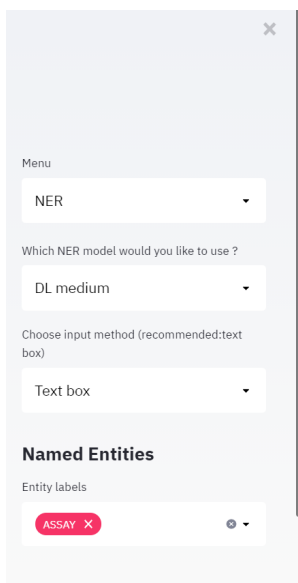 Menu
NER
Which NER model would you like to use ?
DL medium
Choose input method (recommended:text
box)
Text box
Named Entities
Entity labels
ASSAY